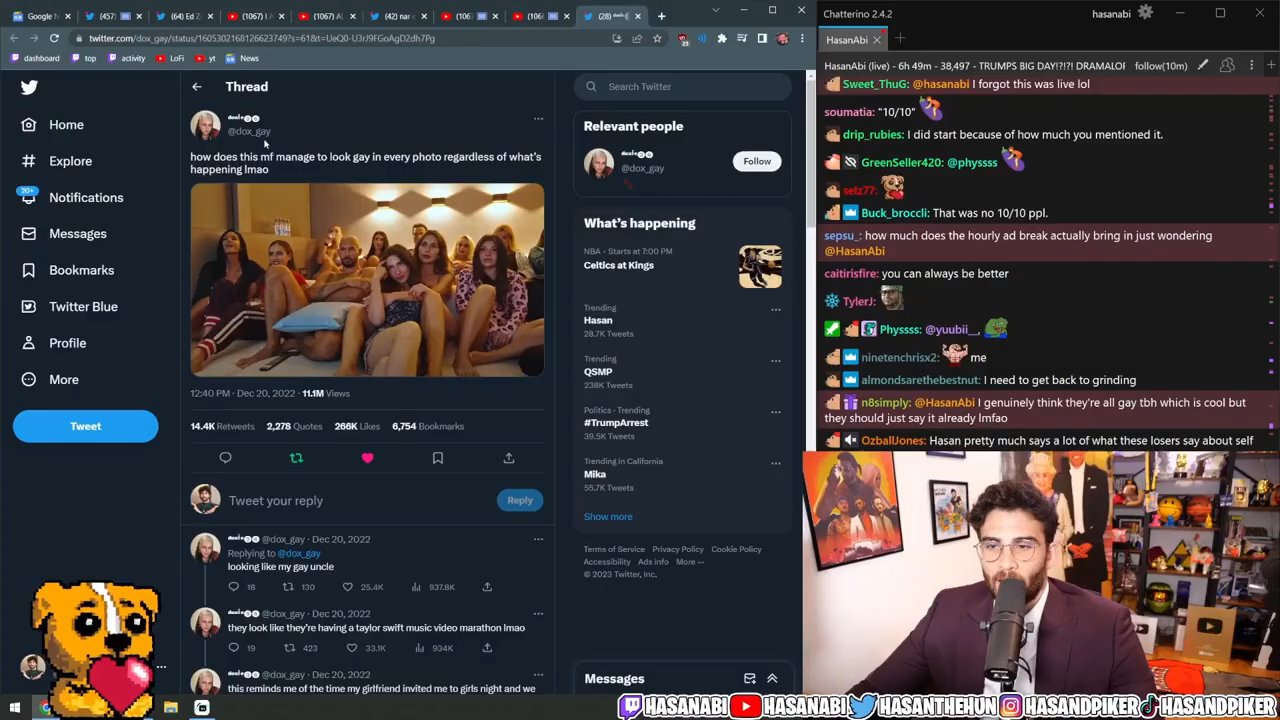 Google N
(457)
(64) Ed Z
(1067) I A
(1067) Al
(42) nar e
(1067)
(28)
twitter.com/dox_gay/status/1605302168126623749?s=61&t=UeQ0-U3rJ9FGoAgD2dh7Pg
23
dashboard
top
activity
LoFi
yt
News
Home
Explore
20+
Notifications
Messages
Bookmarks
Twitter Blue
Profile
More
Tweet
Thread
@dox_gay
how does this mf manage to look gay in every photo regardless of what's
happening lmao
12:40 PM · Dec 20, 2022 · 11.1M Views
14.4K Retweets 2,278 Quotes 266K Likes 6,754 Bookmarks
Tweet your reply
Reply
@dox_gay · Dec 20, 2022
Replying to @dox_gay
looking like my gay uncle
18 130 25.4K 937.8K
@dox_gay · Dec 20, 2022
they look like they're having a taylor swift music video marathon lmao
19 423 33.1K 934K
@dox_gay · Dec 20, 2022
this reminds me of the time my girlfriend invited me to girls night and we
Search Twitter
Relevant people
@dox_gay
Follow
What's happening
NBA · Starts at 7:00 PM
Celtics at Kings
Trending
Hasan
28.7K Tweets
Trending
QSMP
238K Tweets
Politics · Trending
#TrumpArrest
39.5K Tweets
Trending in California
Mika
55.7K Tweets
Show more
Terms of Service Privacy Policy Cookie Policy
Accessibility Ads info More ···
© 2023 Twitter, Inc.
Messages
Chatterino 2.4.2
hasanabi
HasanAbi
HasanAbi (live) - 6h 49m - 38,497 - TRUMPS BIG DAY!?!?! DRAMALOR
follow(10m)
Sweet_ThuG: @hasanabi I forgot this was live lol
soumatia: "10/10"
drip_rubies: I did start because of how much you mentioned it.
GreenSeller420: @physsss
selz77:
Buck_broccli: That was no 10/10 ppl.
sepsu_: how much does the hourly ad break actually bring in just wondering
@HasanAbi
caitirisfire: you can always be better
TylerJ:
Physsss: @yuubii__,
ninetenchrisx2: me
almondsarethebestnut: I need to get back to grinding
n8simply: @HasanAbi I genuinely think they're all gay tbh which is cool but
they should just say it already lmfao
OzballJones: Hasan pretty much says a lot of what these losers say about self
HASANABI HASANABI HASANTHEHUN HASANDPIKER HASANDPIKER